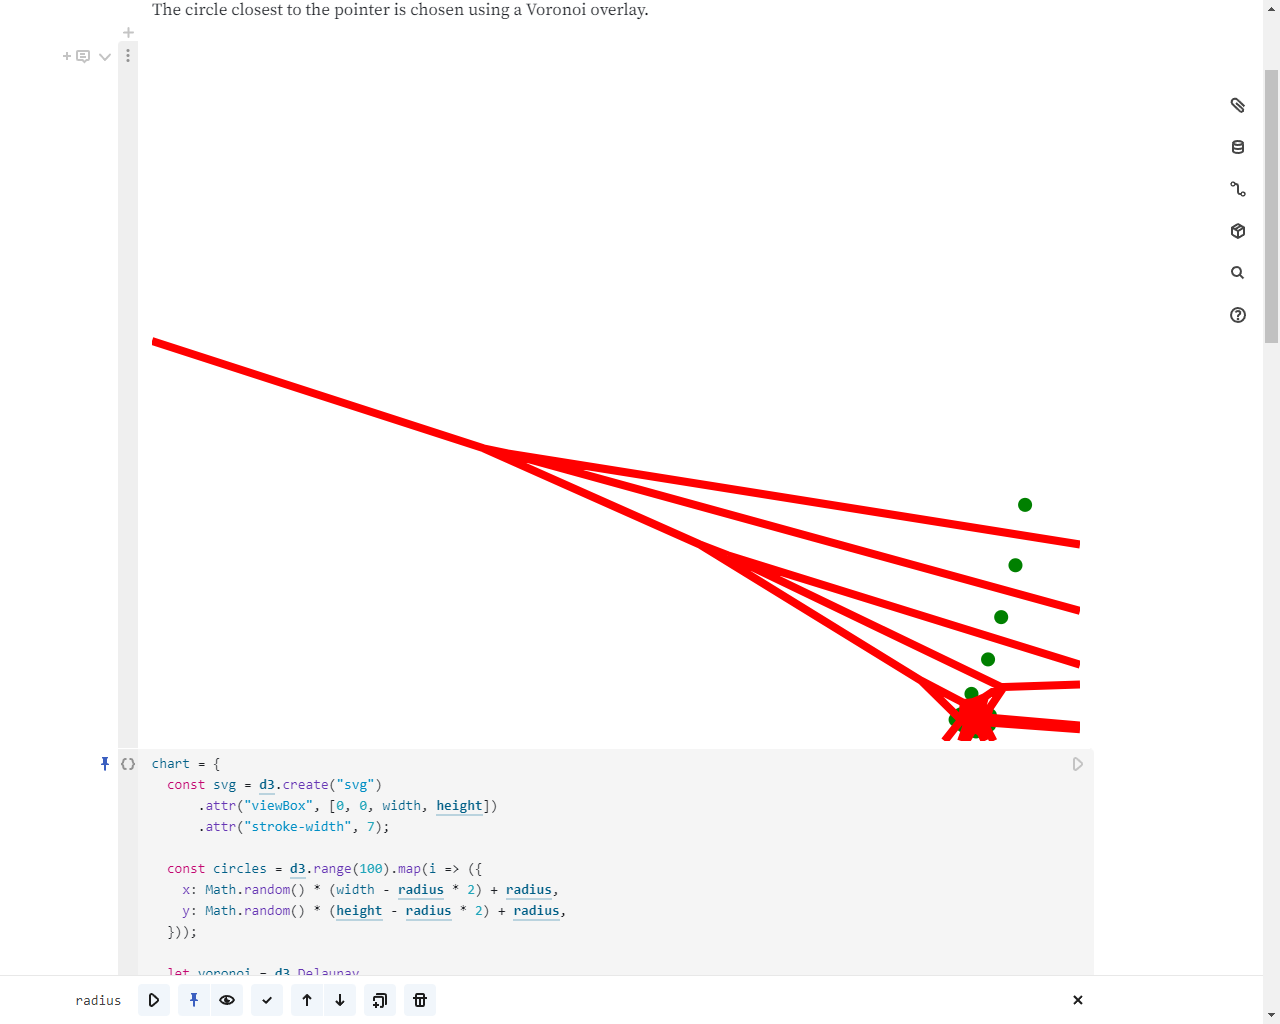 The circle closest to the pointer is chosen using a Voronoi overlay.
chart = {
  const svg = d3.create("svg")
      .attr("viewBox", [0, 0, width, height])
      .attr("stroke-width", 7);
  const circles = d3.range(100).map(i => ({
    x: Math.random() * (width - radius * 2) + radius,
    y: Math.random() * (height - radius * 2) + radius,
  }));
  let voronoi = d3.Delaunay
radius